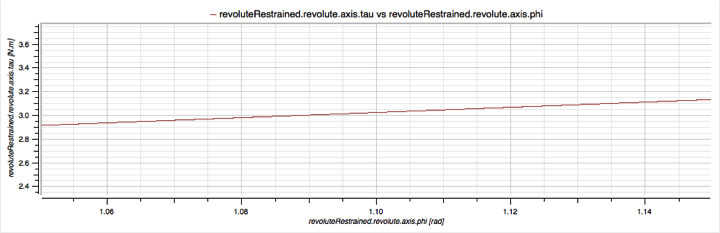 revoluteRestrained.revolute.axis.tau vs revoluteRestrained.revolute.axis.phi
revoluteRestrained.revolute.axis.tau [N.m]
3.6
3.4
3.2
3.0
2.8
2.6
2.4
1.06 1.08 1.10 1.12 1.14
revoluteRestrained.revolute.axis.phi [rad]